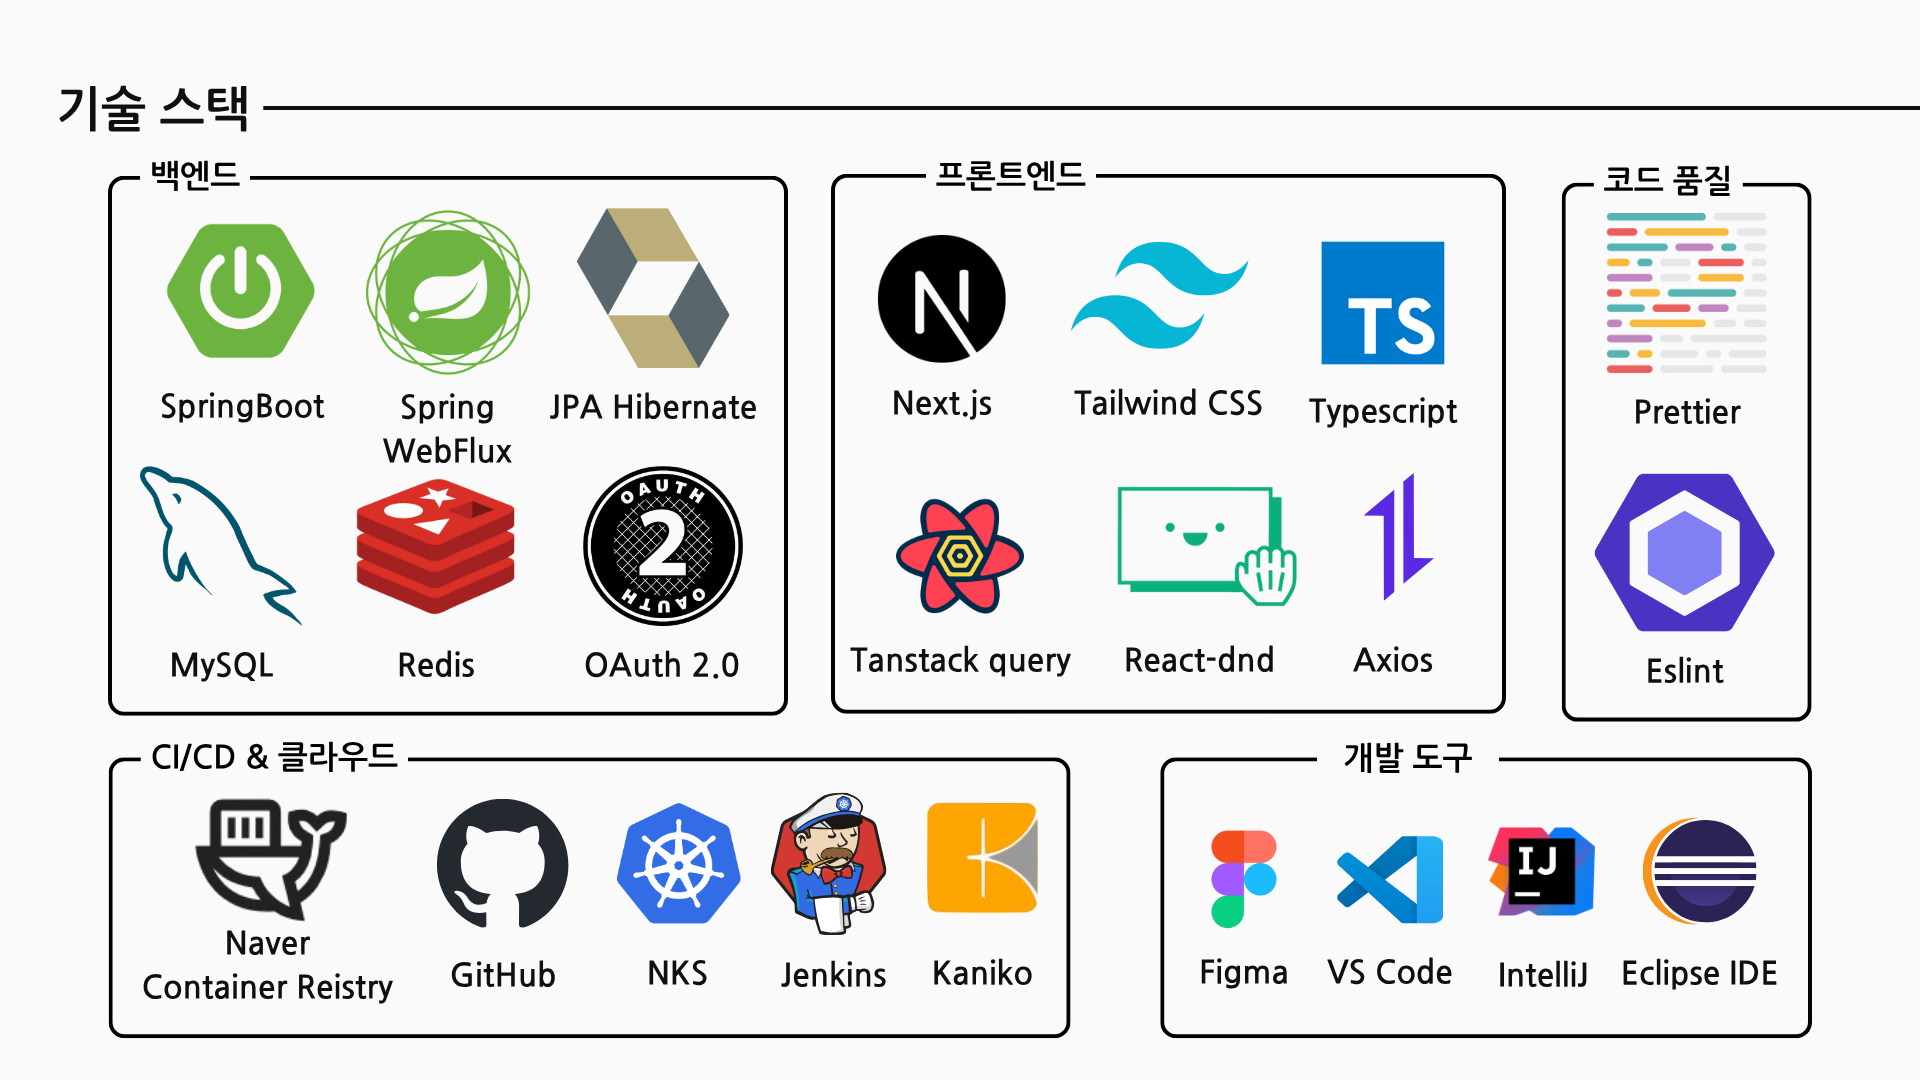 기술 스택
백엔드
SpringBoot
Spring
WebFlux
JPA Hibernate
MySQL
Redis
OAUTH
2
OAUTH
OAuth 2.0
프론트엔드
N
Next.js
Tailwind CSS
TS
Typescript
Tanstack query
React-dnd
Axios
코드 품질
Prettier
Eslint
CI/CD & 클라우드
Naver
Container Reistry
GitHub
NKS
Jenkins
Kaniko
개발 도구
Figma
VS Code
IJ
IntelliJ
Eclipse IDE